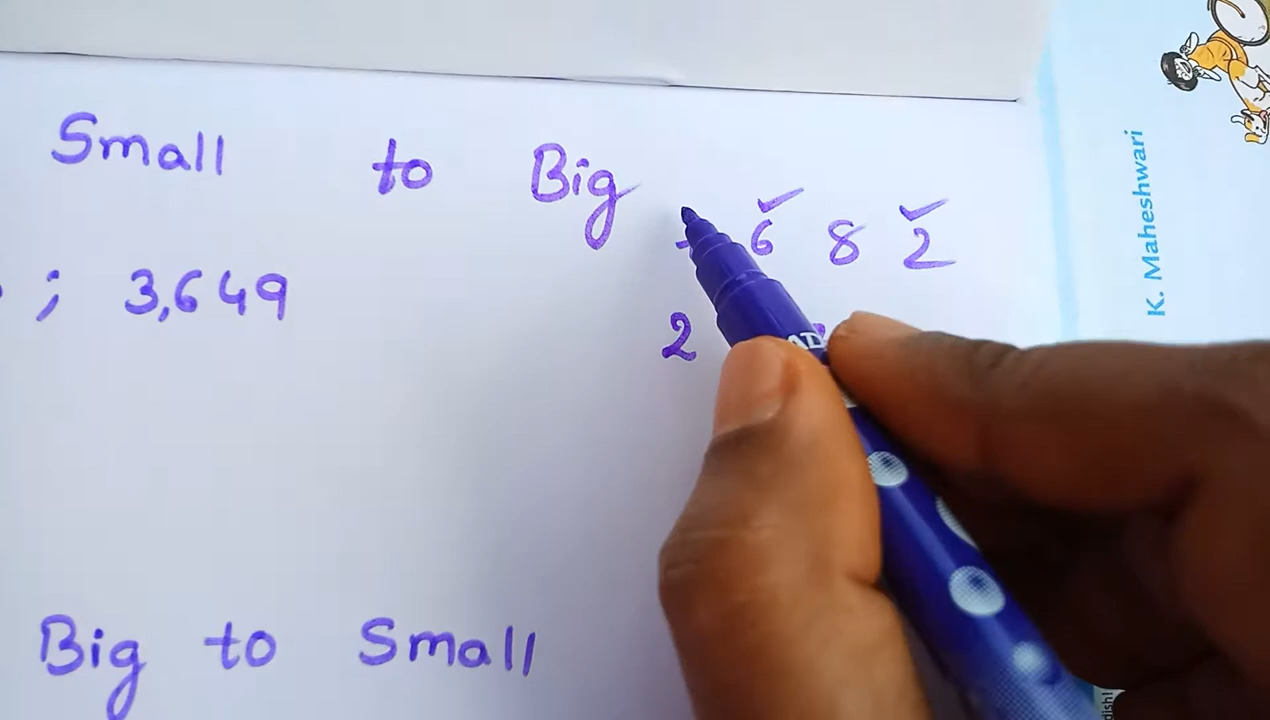 Small to Big
6 8 2
; 3,649
2
Big to Small
K. Maheshwari